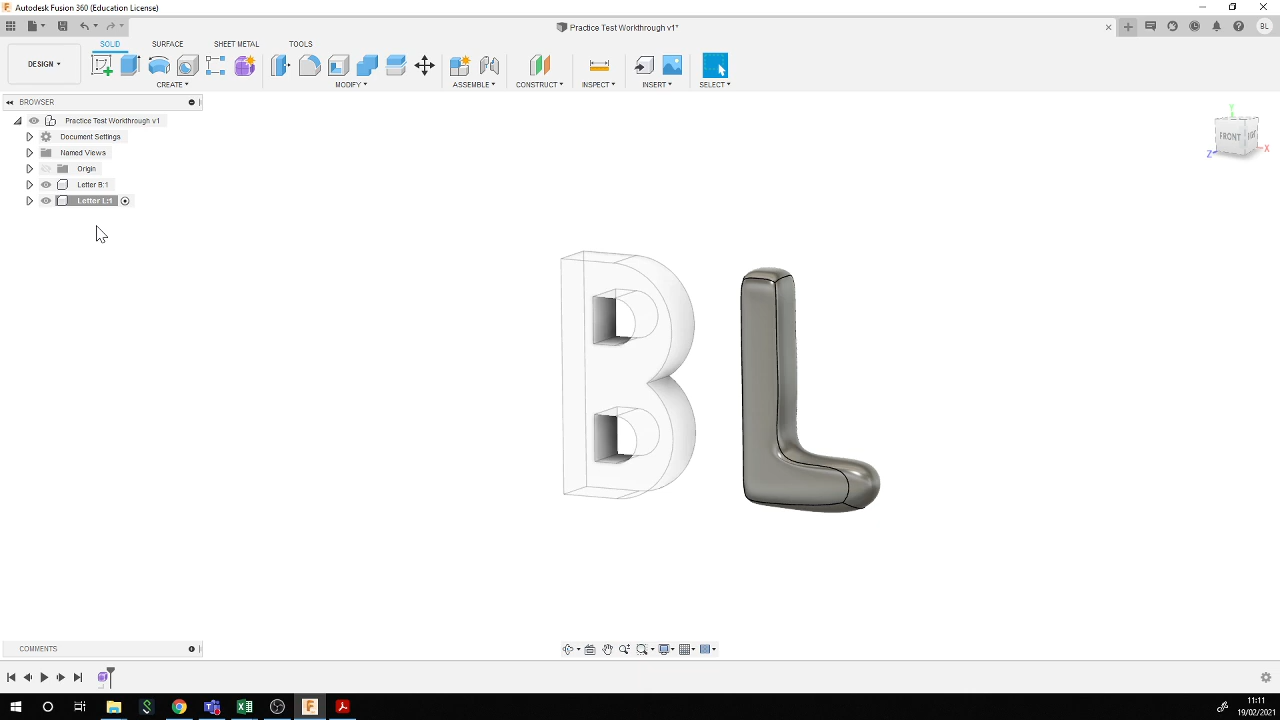 Autodesk Fusion 360 (Education License)
Practice Test Workthrough v1*
BL
DESIGN
SOLID
SURFACE
SHEET METAL
TOOLS
CREATE
MODIFY
ASSEMBLE
CONSTRUCT
INSPECT
INSERT
SELECT
BROWSER
Practice Test Workthrough v1
Document Settings
Named Views
Origin
Letter B:1
Letter L:1
Y
FRONT
Z
X
B L
COMMENTS
11:11
19/02/2021